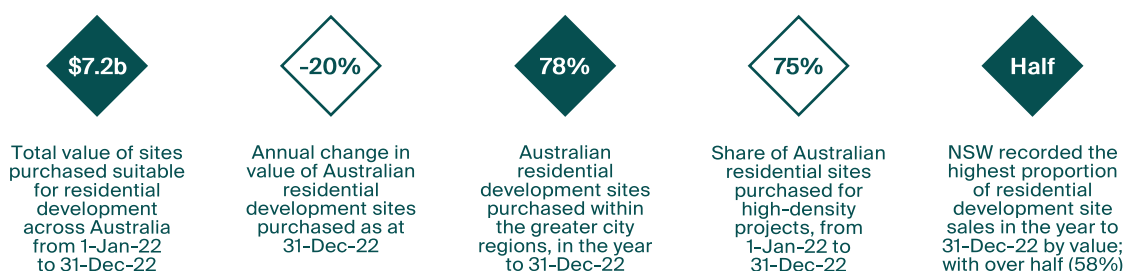 $7.2b
Total value of sites
purchased suitable
for residential
development
across Australia
from 1-Jan-22
to 31-Dec-22
-20%
Annual change in
value of Australian
residential
development sites
purchased as at
31-Dec-22
78%
Australian
residential
development sites
purchased within
the greater city
regions, in the year
to 31-Dec-22
75%
Share of Australian
residential sites
purchased for
high-density
projects, from
1-Jan-22 to
31-Dec-22
Half
NSW recorded the
highest proportion
of residential
development site
sales in the year to
31-Dec-22 by value;
with over half (58%)